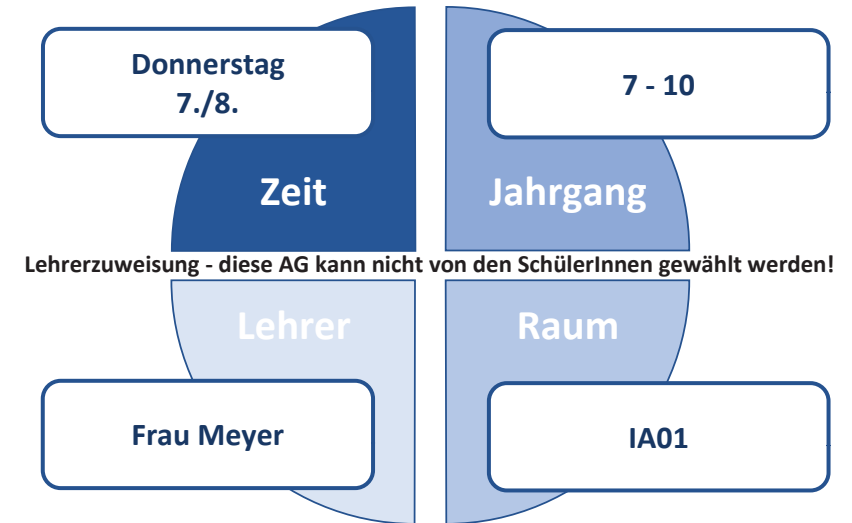 Donnerstag
7./8.
7 - 10
Zeit
Jahrgang
Lehrerzuweisung - diese AG kann nicht von den SchülerInnen gewählt werden!
Lehrer
Raum
Frau Meyer
IA01